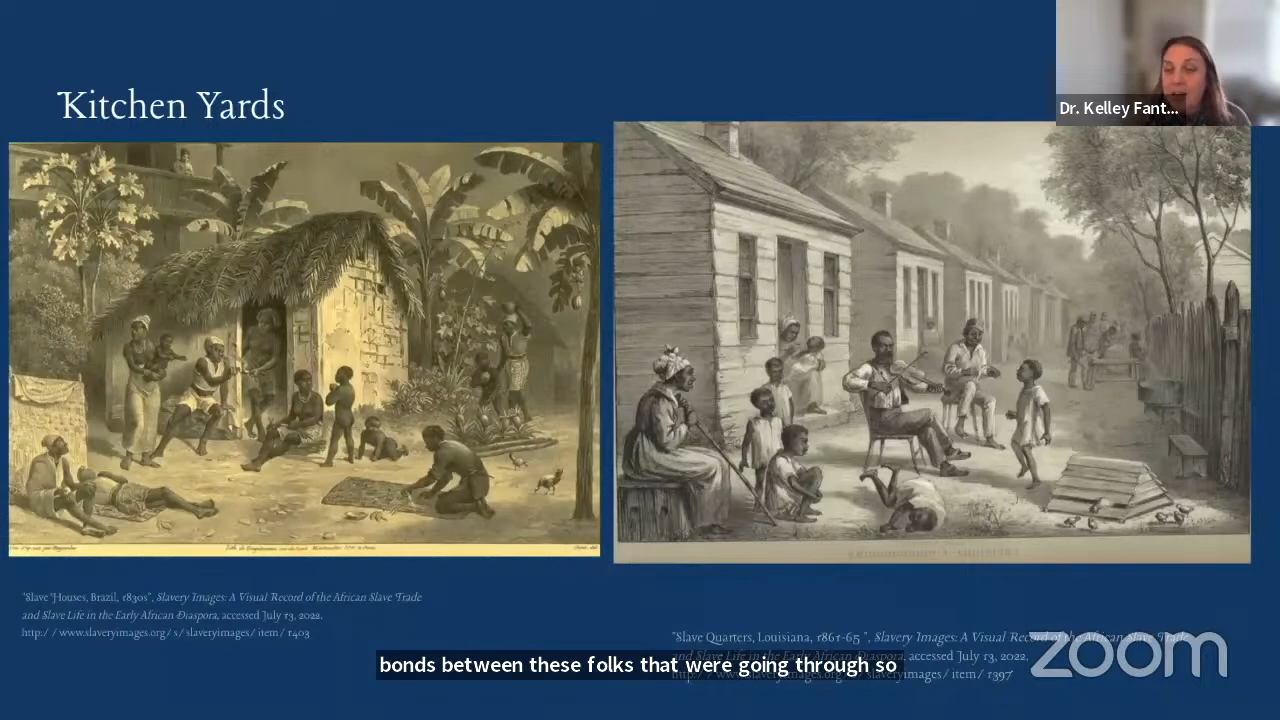 Kitchen Yards
Dr. Kelley Fant...
"Slave Houses, Brazil, 1830s", Slavery Images: A Visual Record of the African Slave Trade
and Slave Life in the Early African Diaspora, accessed July 13, 2022.
http://www.slaveryimages.org/s/slaveryimages/item/1403
"Slave Quarters, Louisiana, 1861-65 ", Slavery Images: A Visual Record of the African Slave Trade
and Slave Life in the Early African Diaspora, accessed July 13, 2022,
http://www.slaveryimages.org/s/slaveryimages/item/1397
bonds between these folks that were going through so
zoom